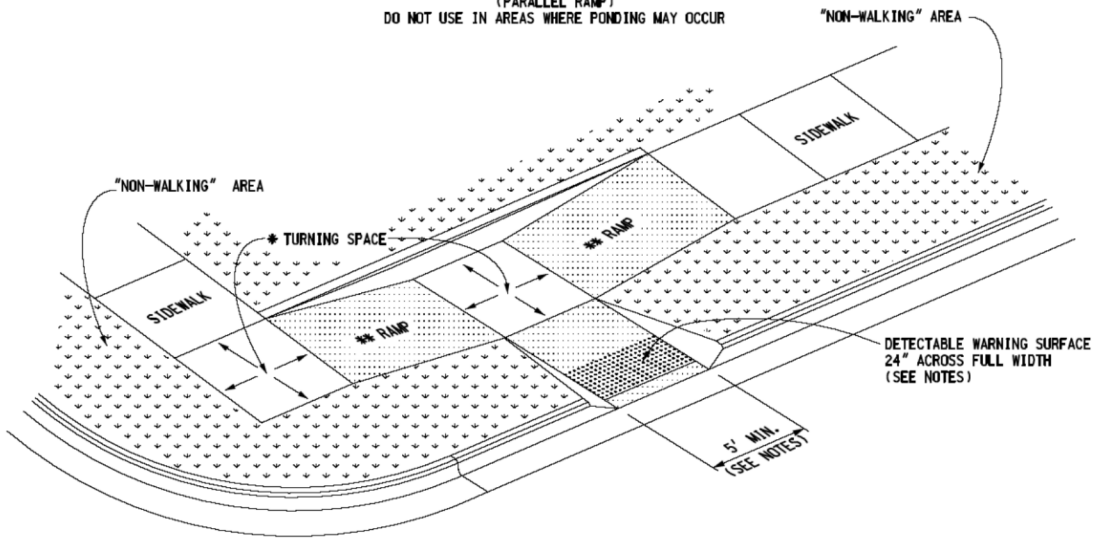 (PARALLEL RAMP)
DO NOT USE IN AREAS WHERE PONDING MAY OCCUR
"NON-WALKING" AREA
SIDEWALK
"NON-WALKING" AREA
* TURNING SPACE
** RAMP
SIDEWALK
** RAMP
DETECTABLE WARNING SURFACE
24" ACROSS FULL WIDTH
(SEE NOTES)
5' MIN.
(SEE NOTES)